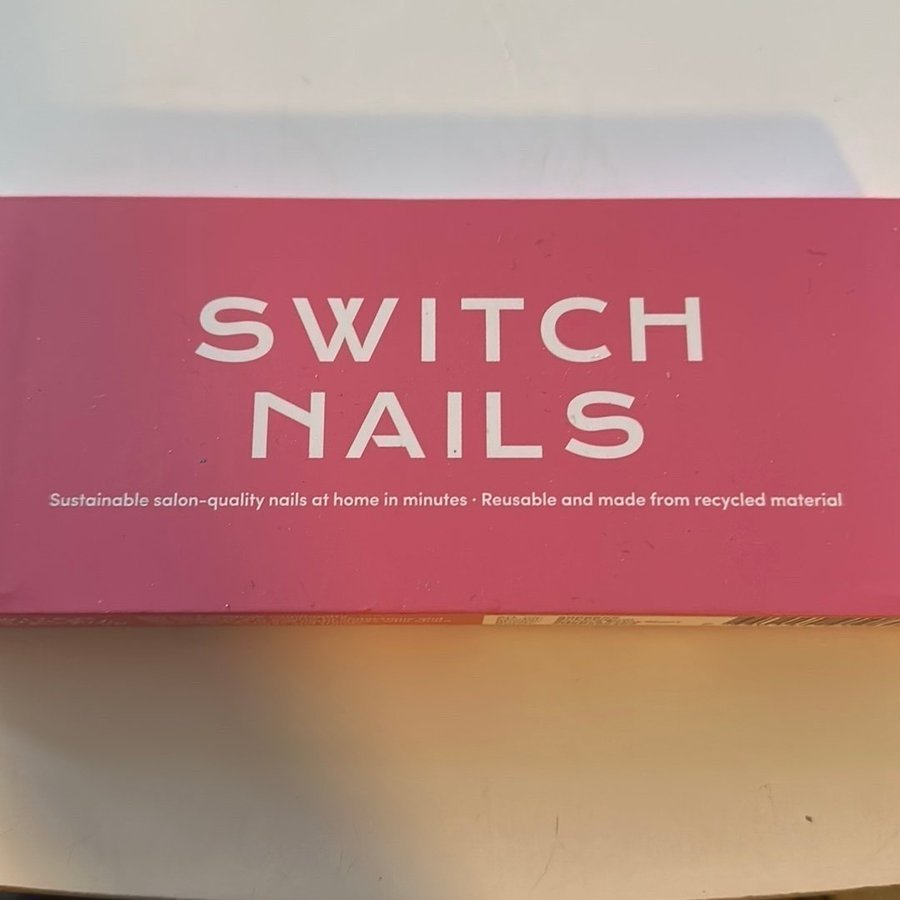 SWITCH
NAILS
Sustainable salon-quality nails at home in minutes · Reusable and made from recycled material